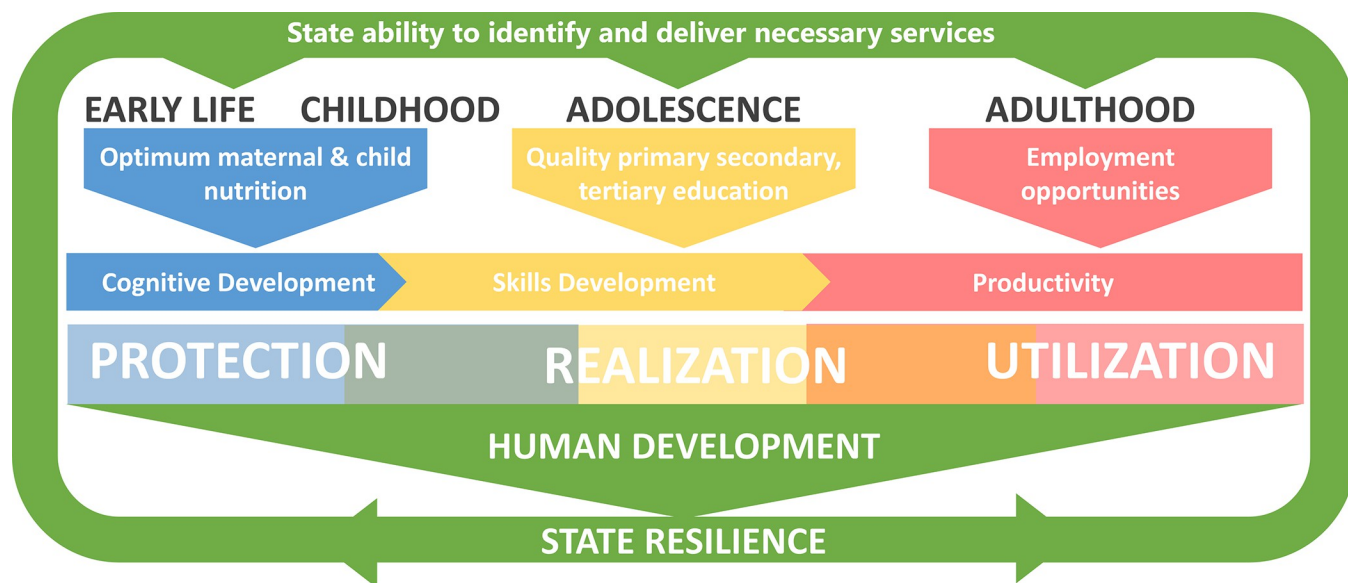 State ability to identify and deliver necessary services
EARLY LIFE CHILDHOOD ADOLESCENCE ADULTHOOD
Optimum maternal & child
nutrition
Quality primary secondary,
tertiary education
Employment
opportunities
Cognitive Development Skills Development Productivity
PROTECTION REALIZATION UTILIZATION
HUMAN DEVELOPMENT
STATE RESILIENCE